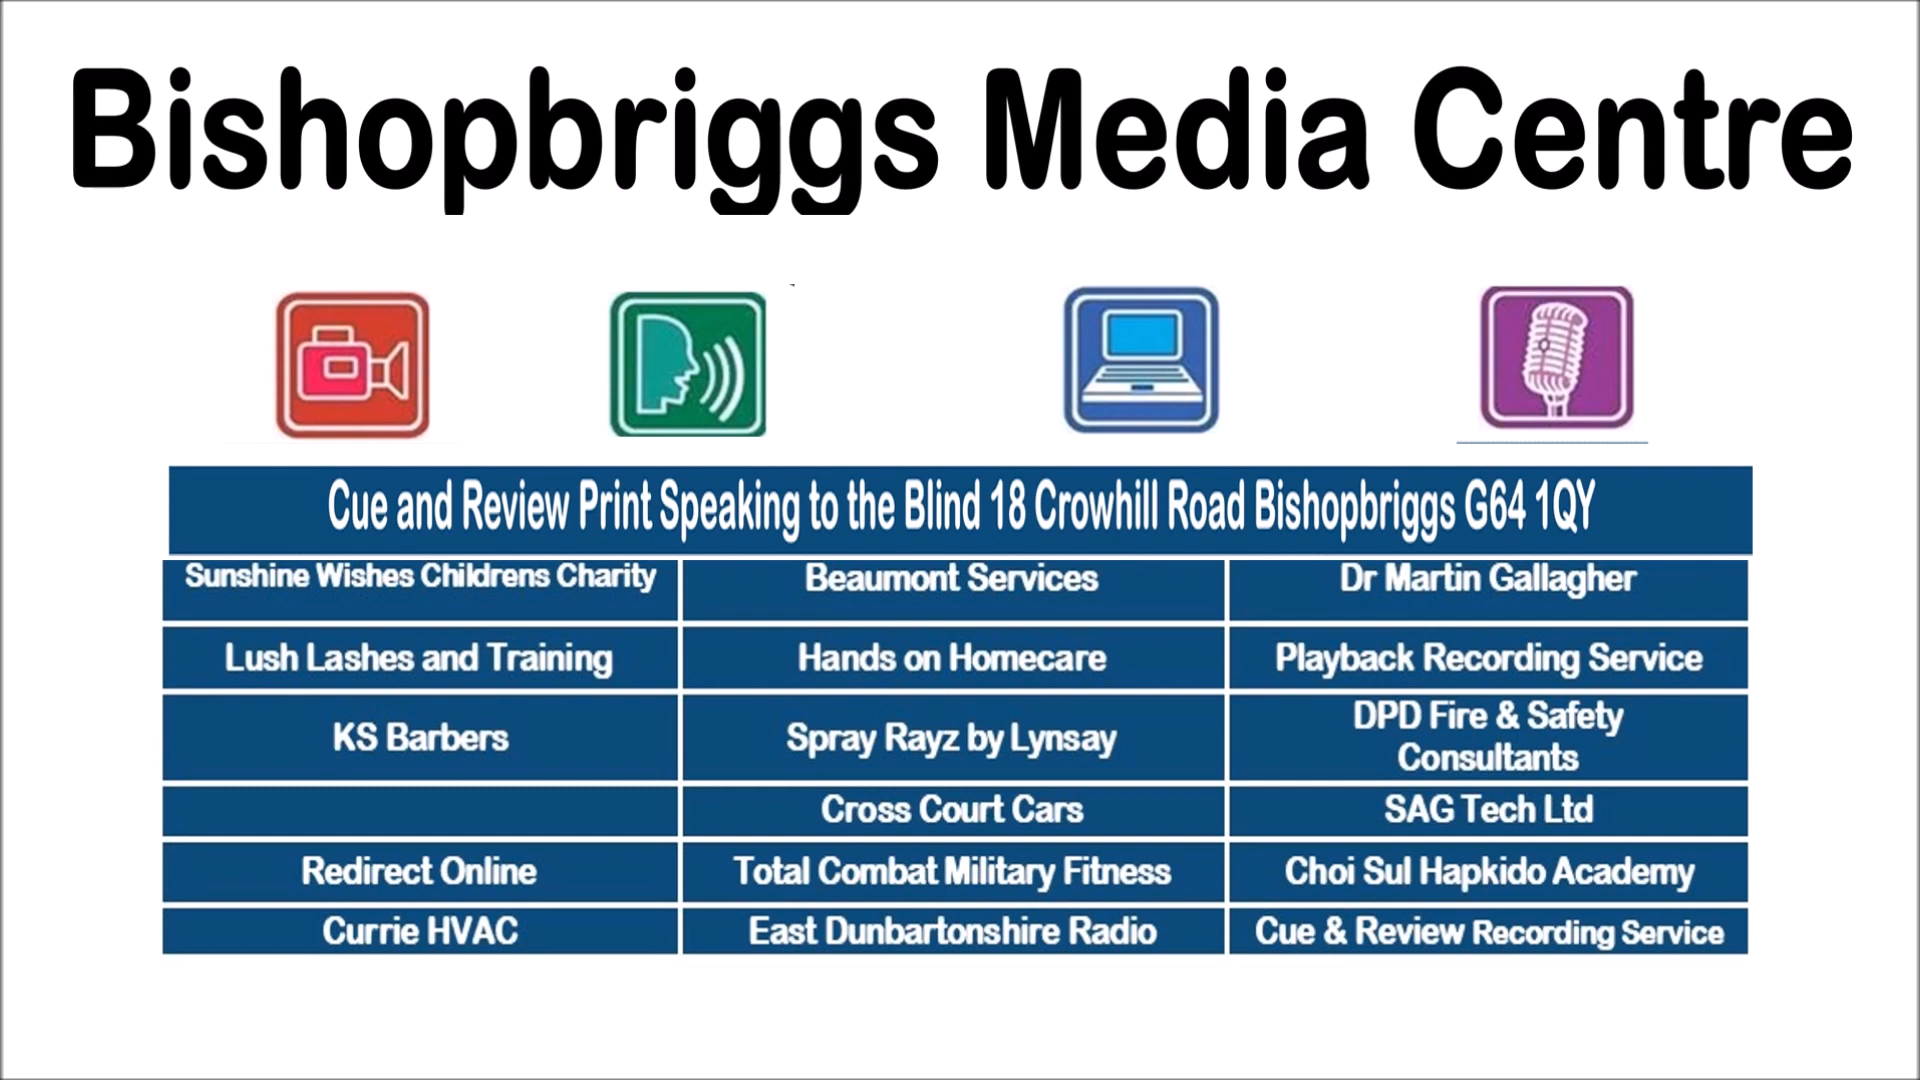 Bishopbriggs Media Centre
Cue and Review Print Speaking to the Blind 18 Crowhill Road Bishopbriggs G64 1QY
Sunshine Wishes Childrens Charity
Beaumont Services
Dr Martin Gallagher
Lush Lashes and Training
Hands on Homecare
Playback Recording Service
KS Barbers
Spray Rayz by Lynsay
DPD Fire & Safety
Consultants
Cross Court Cars
SAG Tech Ltd
Redirect Online
Total Combat Military Fitness
Choi Sul Hapkido Academy
Currie HVAC
East Dunbartonshire Radio
Cue & Review Recording Service